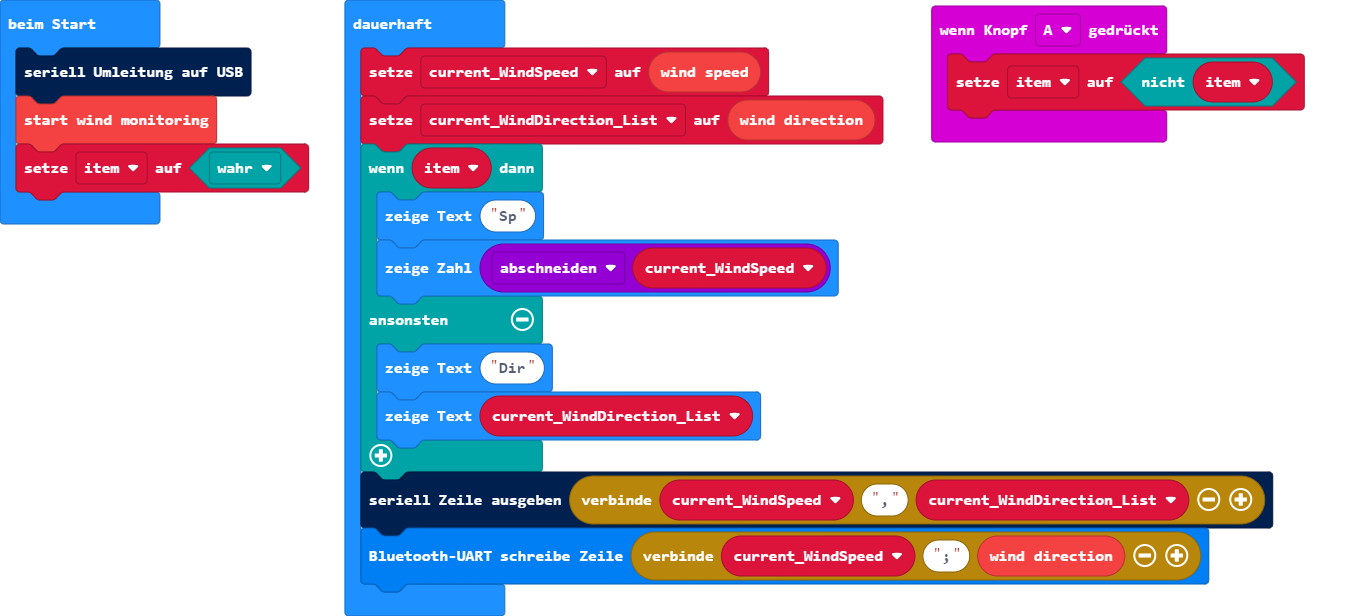 beim Start
seriell Umleitung auf USB
start wind monitoring
setze item auf wahr
dauerhaft
setze current_WindSpeed auf wind speed
setze current_WindDirection_List auf wind direction
wenn item dann
zeige Text "Sp"
zeige Zahl abschneiden current_WindSpeed
ansonsten
zeige Text "Dir"
zeige Text current_WindDirection_List
seriell Zeile ausgeben verbinde current_WindSpeed "," current_WindDirection_List
Bluetooth-UART schreibe Zeile verbinde current_WindSpeed ";" wind direction
wenn Knopf A gedrückt
setze item auf nicht item